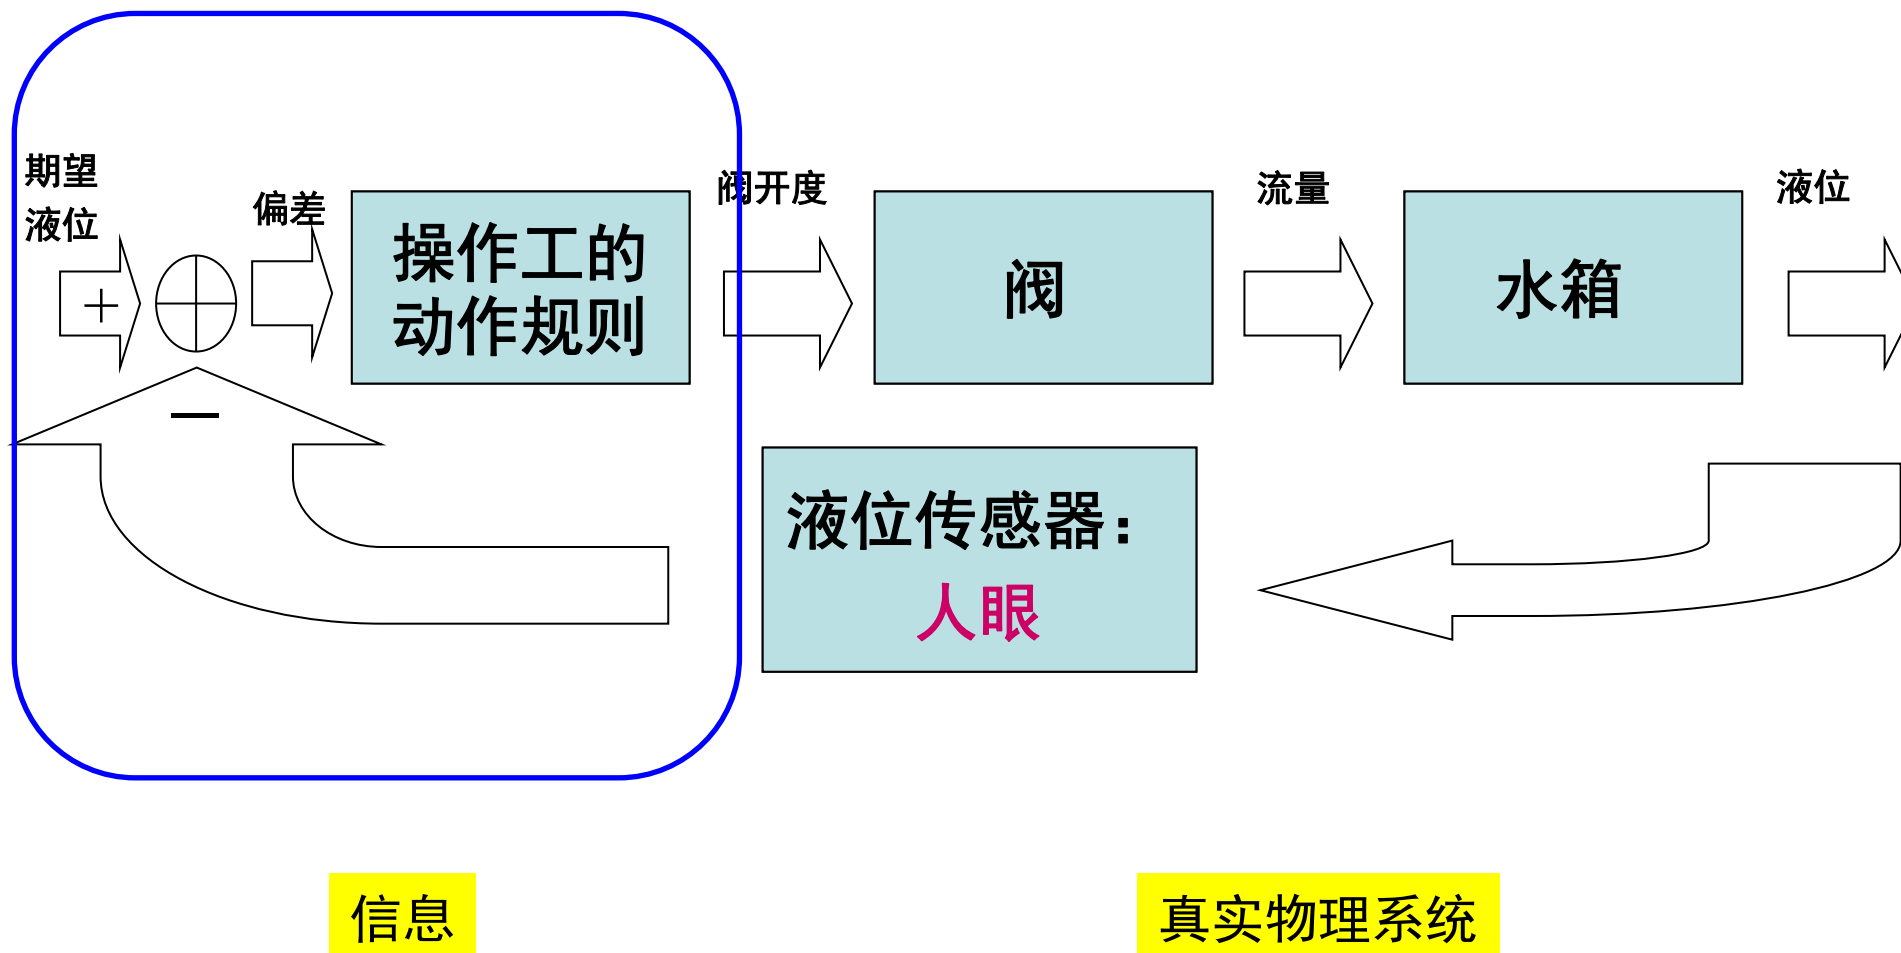 期望
液位
+
偏差
操作工的
动作规则
阀开度
阀
流量
水箱
液位
—
液位传感器：
人眼
信息
真实物理系统